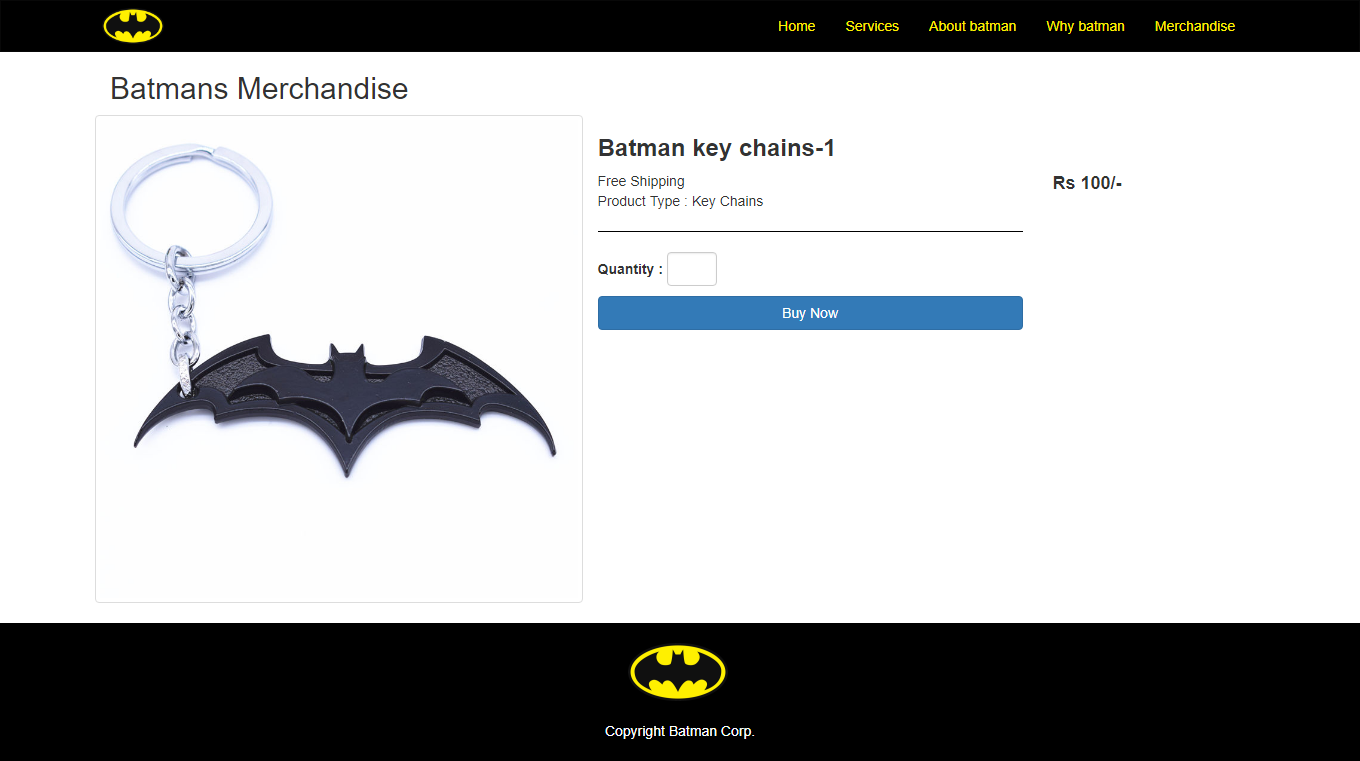 Home Services About batman Why batman Merchandise
Batmans Merchandise
Batman key chains-1
Free Shipping
Rs 100/-
Product Type : Key Chains
Quantity :
Buy Now
Copyright Batman Corp.